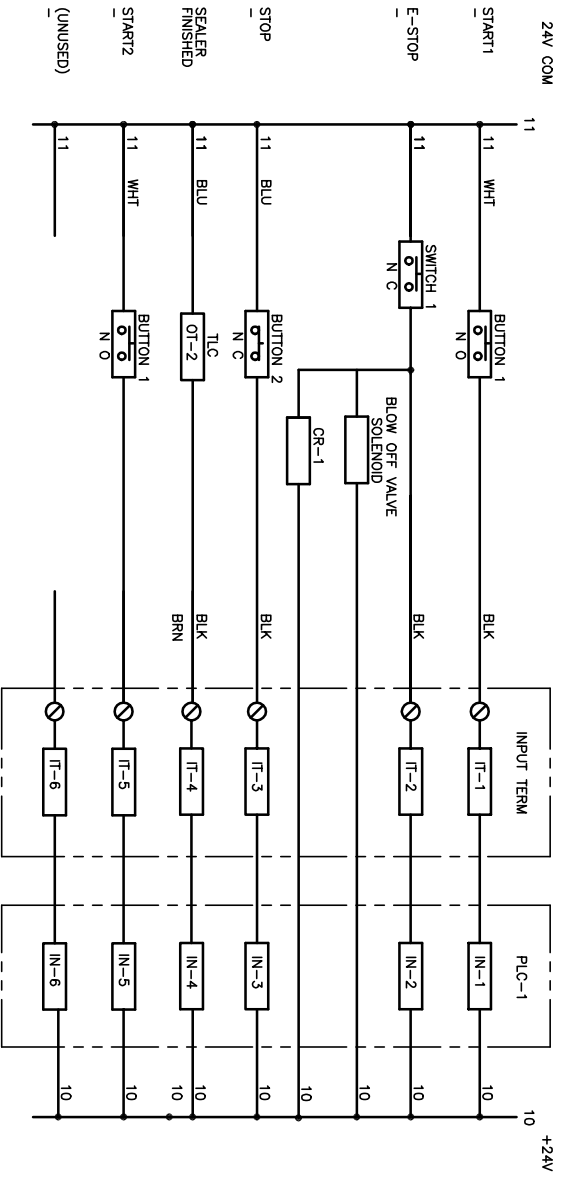 24V COM
11
10
+24V
INPUT TERM
PLC-1
START1
_
11
WHT
BUTTON 1
N O
BLK
IT-1
IN-1
10
E-STOP
_
11
SWITCH 1
N C
BLK
IT-2
IN-2
10
BLOW OFF VALVE
SOLENOID
10
CR-1
10
STOP
_
11
BLU
BUTTON 2
N C
BLK
IT-3
IN-3
10
SEALER
FINISHED
11
BLU
TLC
OT-2
BLK
BRN
IT-4
IN-4
10
10
START2
_
11
WHT
BUTTON 1
N O
IT-5
IN-5
10
(UNUSED)
_
11
IT-6
IN-6
10